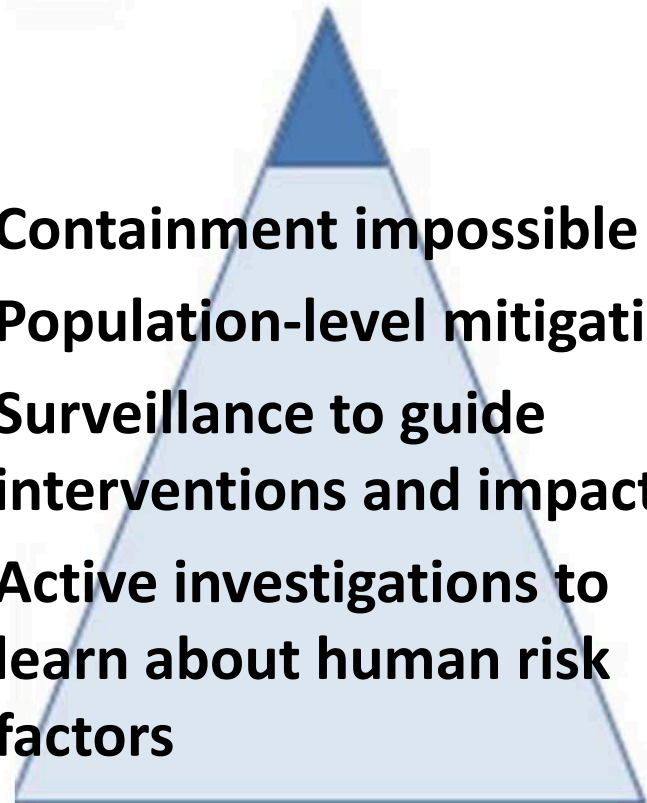 Containment impossible
Population-level mitigati
Surveillance to guide
interventions and impact
Active investigations to
learn about human risk
factors